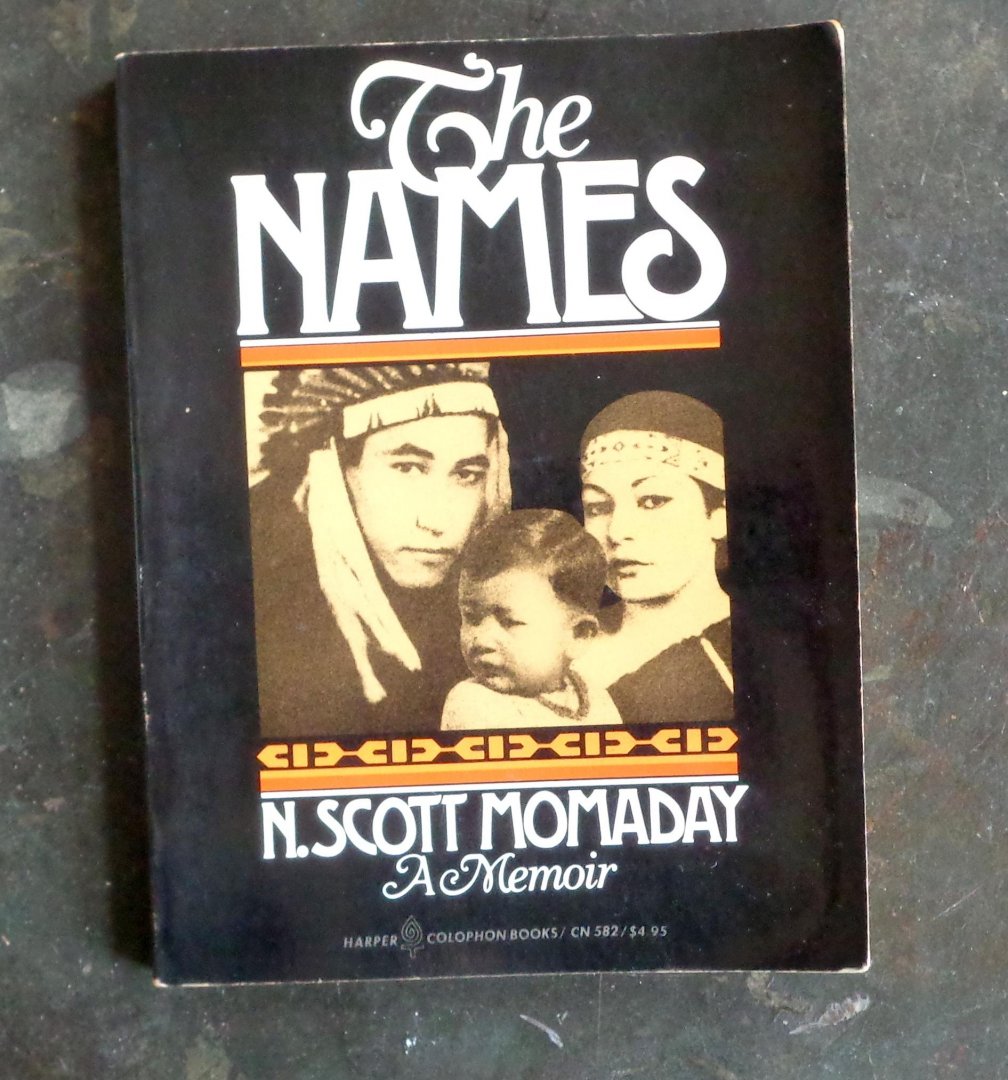 The
NAMES
N. SCOTT MOMADAY
A Memoir
HARPER COLOPHON BOOKS / CN 582 / $4.95